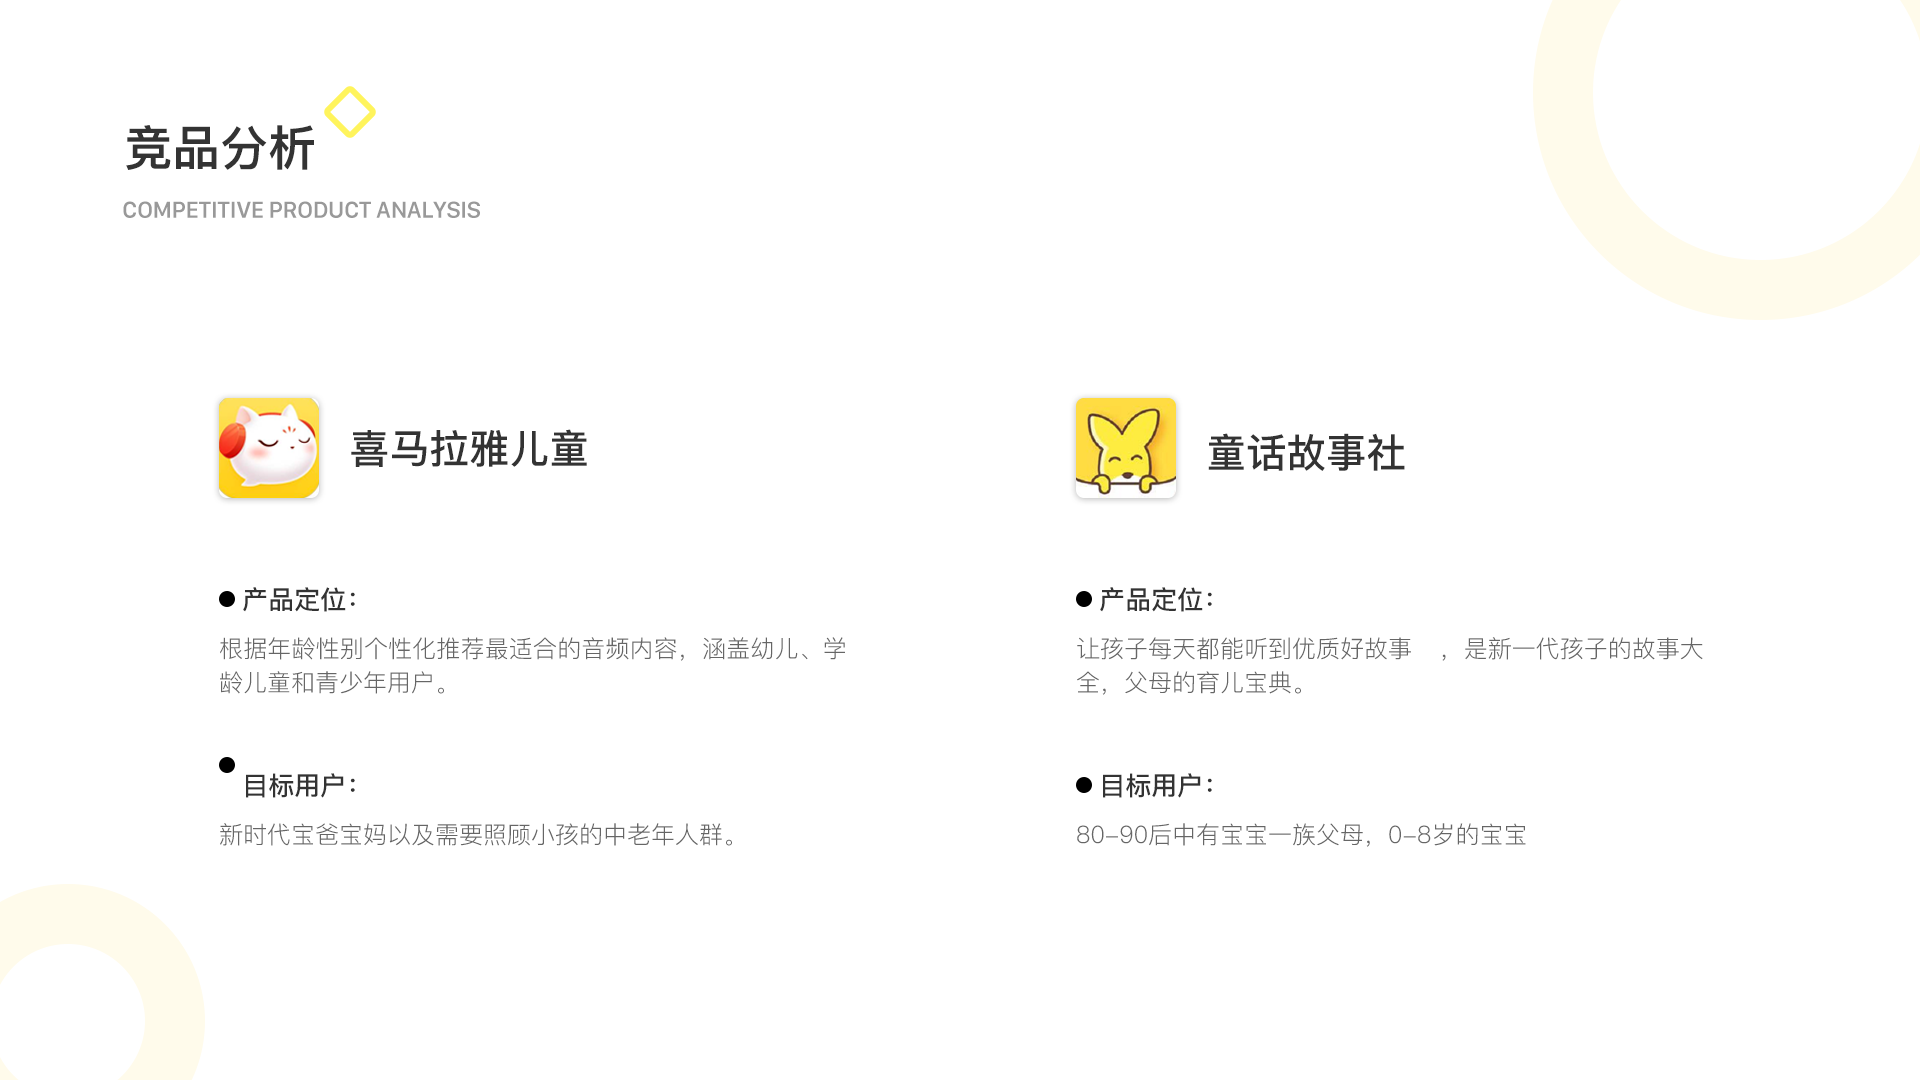 竞品分析
COMPETITIVE PRODUCT ANALYSIS
喜马拉雅儿童
产品定位：
根据年龄性别个性化推荐最适合的音频内容，涵盖幼儿、学
龄儿童和青少年用户。
目标用户：
新时代宝爸宝妈以及需要照顾小孩的中老年人群。
童话故事社
产品定位：
让孩子每天都能听到优质好故事　，是新一代孩子的故事大
全，父母的育儿宝典。
目标用户：
80-90后中有宝宝一族父母，0-8岁的宝宝